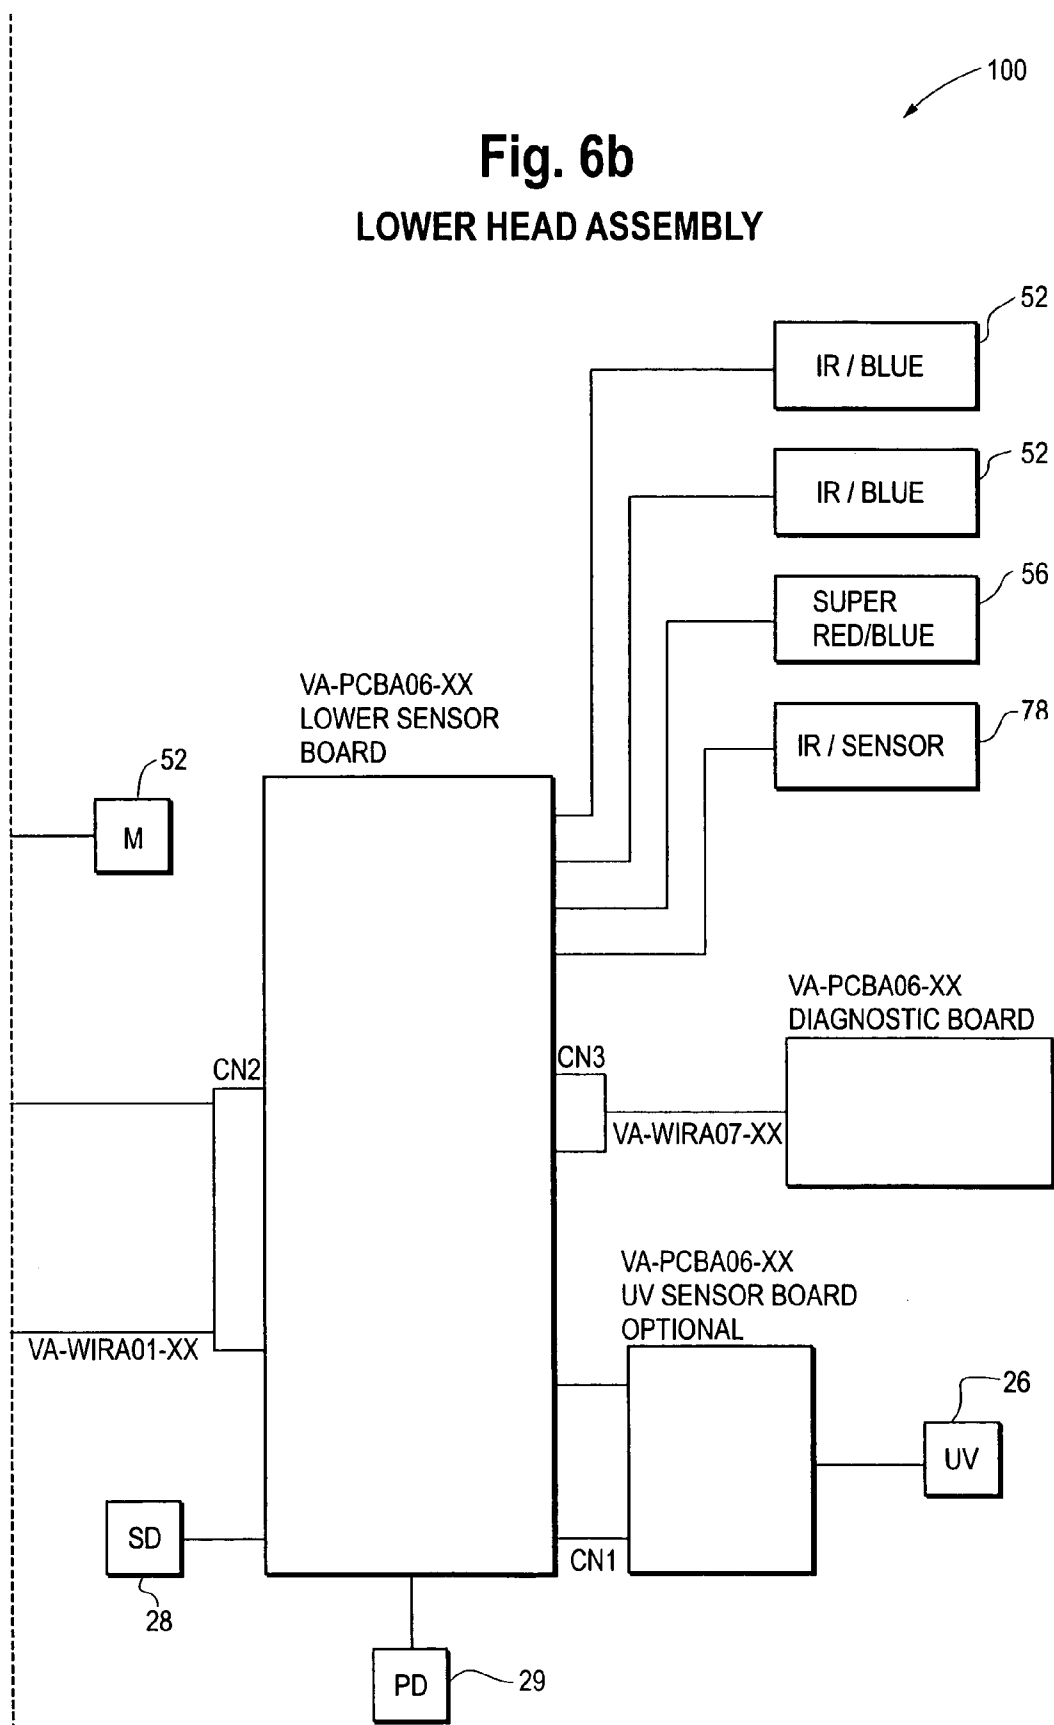 100
Fig. 6b
LOWER HEAD ASSEMBLY
52
IR / BLUE
52
IR / BLUE
56
SUPER
RED/BLUE
78
IR / SENSOR
VA-PCBA06-XX
LOWER SENSOR
BOARD
52
M
VA-PCBA06-XX
DIAGNOSTIC BOARD
CN2
CN3
VA-WIRA07-XX
VA-PCBA06-XX
UV SENSOR BOARD
OPTIONAL
VA-WIRA01-XX
26
UV
SD
CN1
28
PD
29